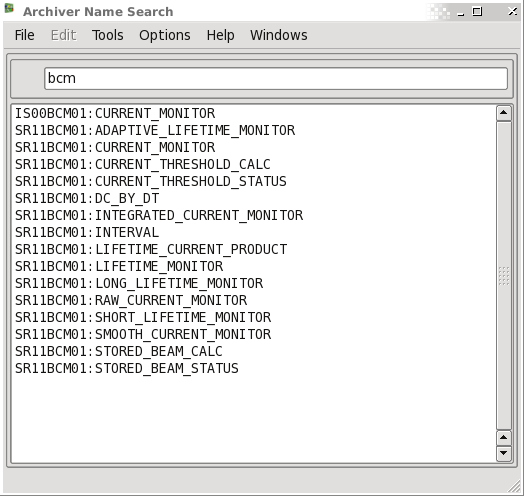 Archiver Name Search
File Edit Tools Options Help Windows
bcm
IS00BCM01:CURRENT_MONITOR
SR11BCM01:ADAPTIVE_LIFETIME_MONITOR
SR11BCM01:CURRENT_MONITOR
SR11BCM01:CURRENT_THRESHOLD_CALC
SR11BCM01:CURRENT_THRESHOLD_STATUS
SR11BCM01:DC_BY_DT
SR11BCM01:INTEGRATED_CURRENT_MONITOR
SR11BCM01:INTERVAL
SR11BCM01:LIFETIME_CURRENT_PRODUCT
SR11BCM01:LIFETIME_MONITOR
SR11BCM01:LONG_LIFETIME_MONITOR
SR11BCM01:RAW_CURRENT_MONITOR
SR11BCM01:SHORT_LIFETIME_MONITOR
SR11BCM01:SMOOTH_CURRENT_MONITOR
SR11BCM01:STORED_BEAM_CALC
SR11BCM01:STORED_BEAM_STATUS